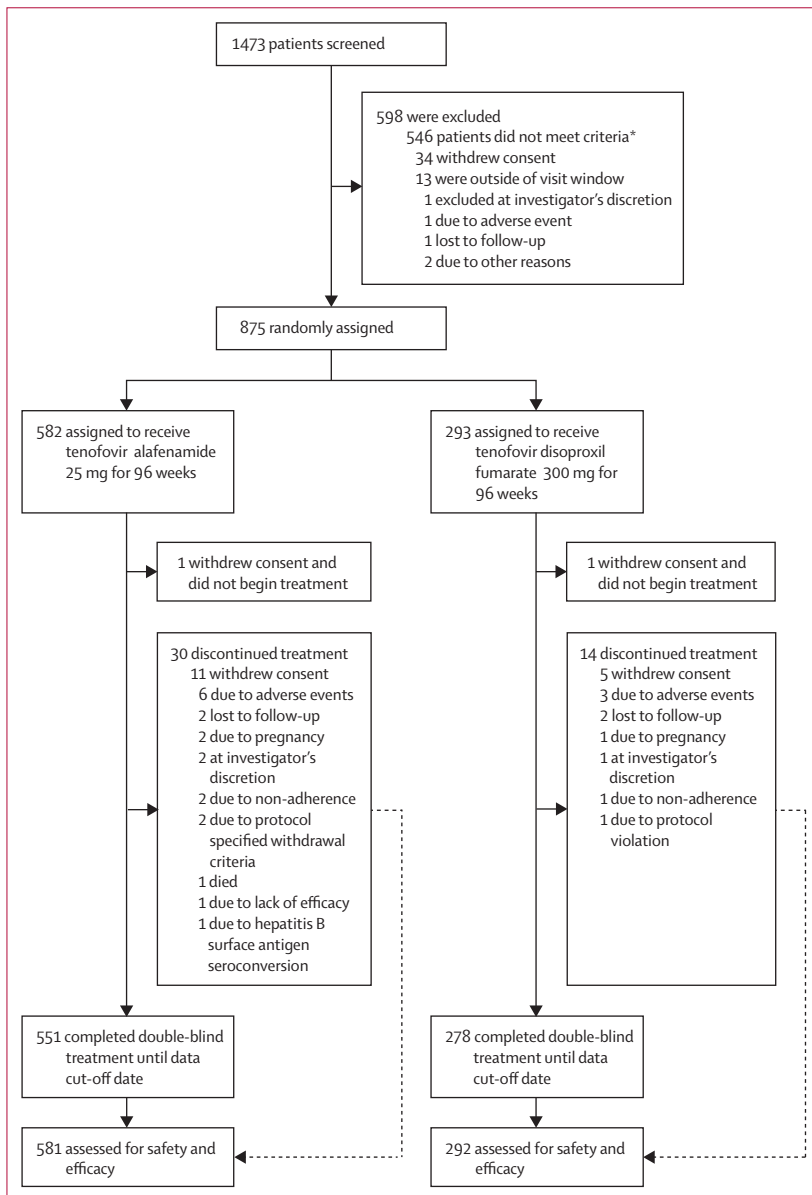 1473 patients screened
598 were excluded
546 patients did not meet criteria*
34 withdrew consent
13 were outside of visit window
1 excluded at investigator's discretion
1 due to adverse event
1 lost to follow-up
2 due to other reasons
875 randomly assigned
582 assigned to receive
tenofovir alafenamide
25 mg for 96 weeks
293 assigned to receive
tenofovir disoproxil
fumarate 300 mg for
96 weeks
1 withdrew consent and
did not begin treatment
1 withdrew consent and
did not begin treatment
30 discontinued treatment
11 withdrew consent
6 due to adverse events
2 lost to follow-up
2 due to pregnancy
2 at investigator's
discretion
2 due to non-adherence
2 due to protocol
specified withdrawal
criteria
1 died
1 due to lack of efficacy
1 due to hepatitis B
surface antigen
seroconversion
14 discontinued treatment
5 withdrew consent
3 due to adverse events
2 lost to follow-up
1 due to pregnancy
1 at investigator's
discretion
1 due to non-adherence
1 due to protocol
violation
551 completed double-blind
treatment until data
cut-off date
278 completed double-blind
treatment until data
cut-off date
581 assessed for safety and
efficacy
292 assessed for safety and
efficacy